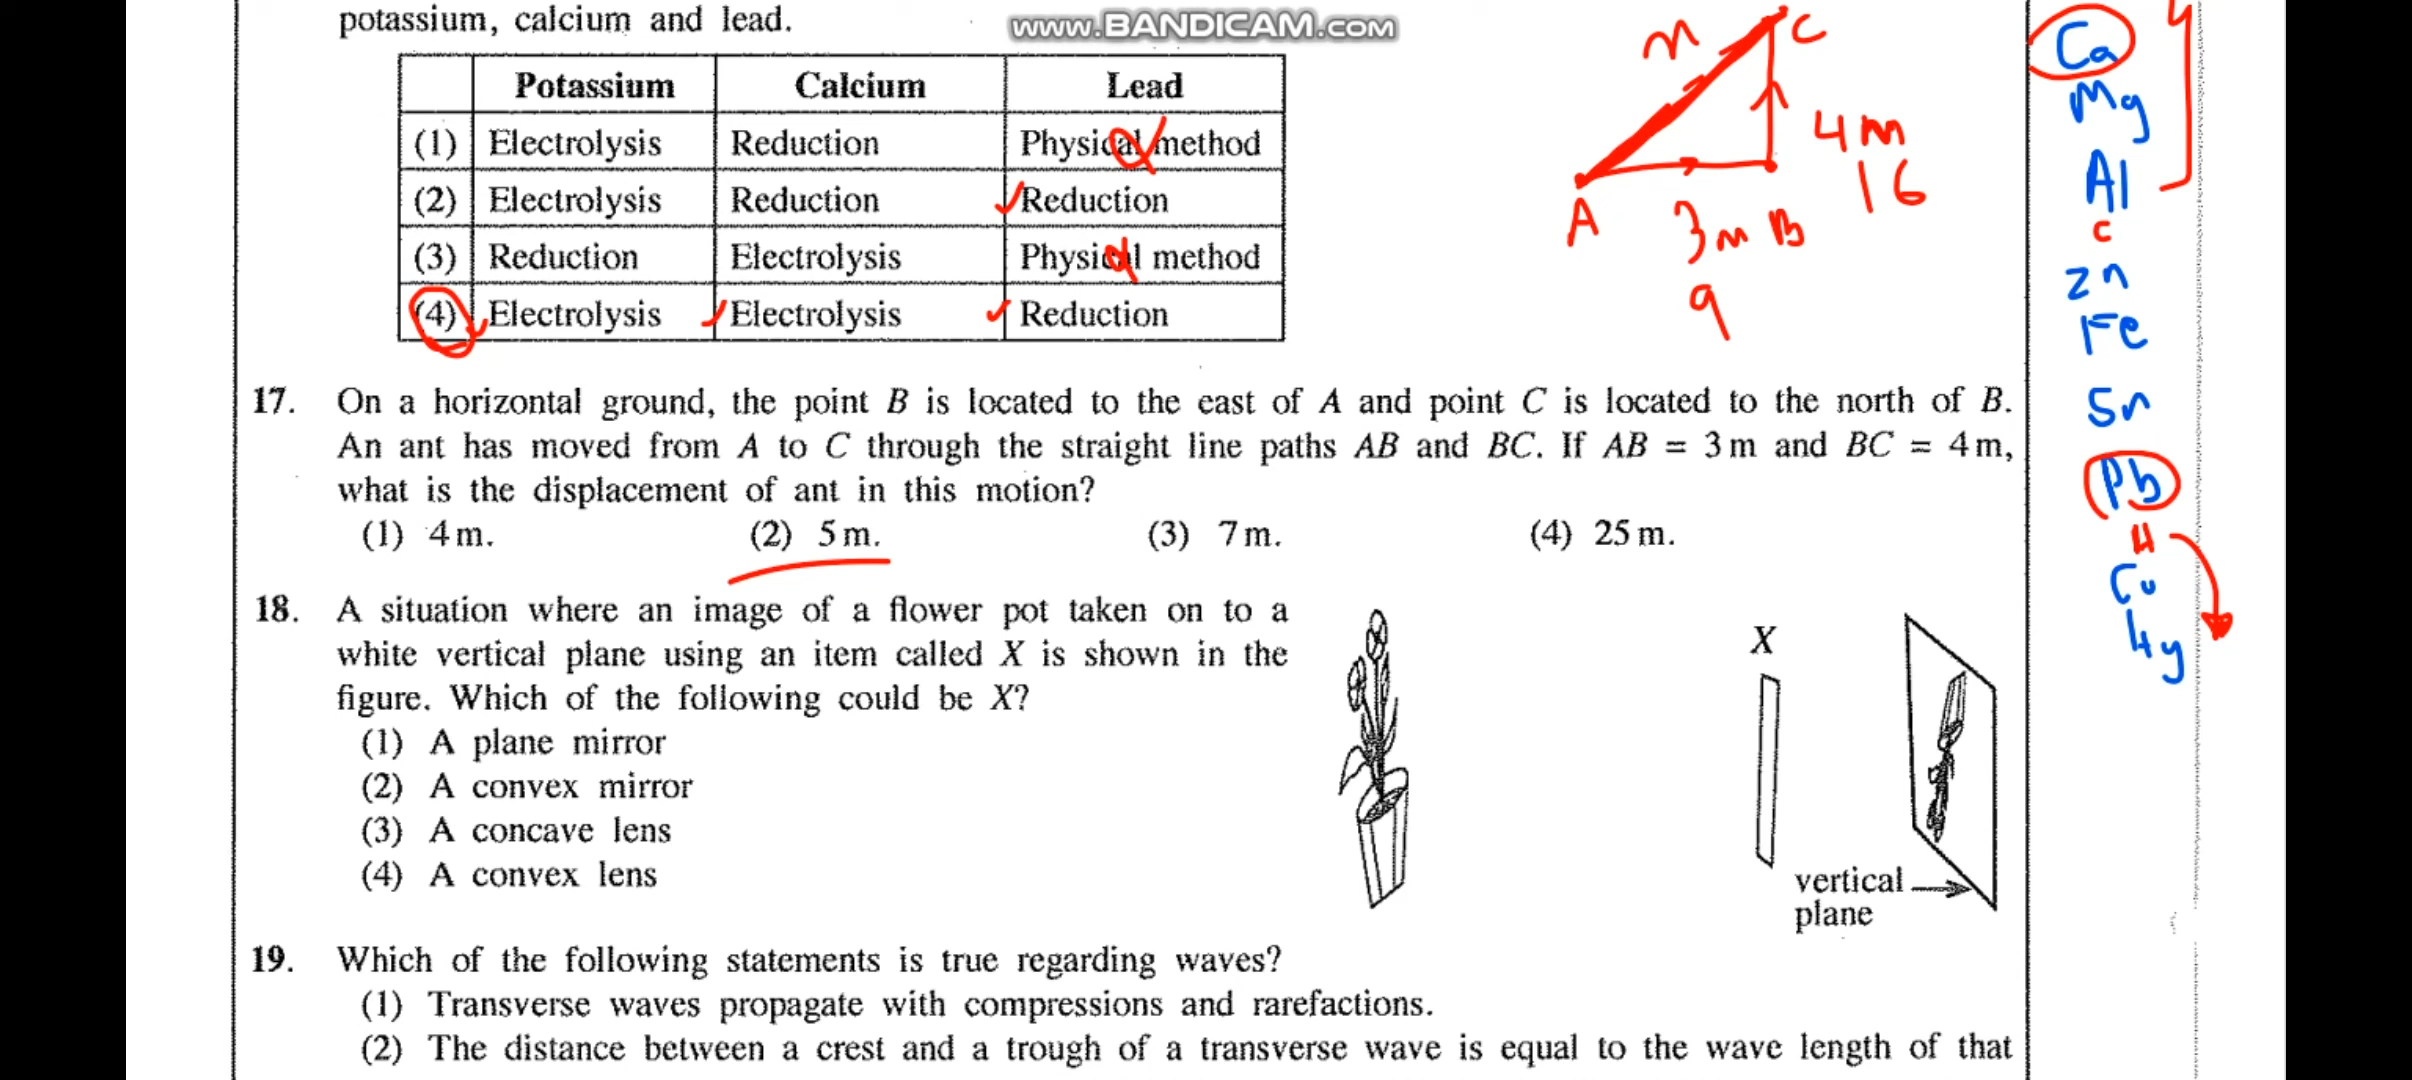 potassium, calcium and lead.
www.BANDICAM.com
Potassium Calcium Lead
(1) Electrolysis Reduction Physical method
(2) Electrolysis Reduction Reduction
(3) Reduction Electrolysis Physical method
(4) Electrolysis Electrolysis Reduction
C
4m
16
A 3m B
9
Ca
Mg
Al
C
Zn
Fe
Sn
Pb
H
Cu
17. On a horizontal ground, the point B is located to the east of A and point C is located to the north of B.
An ant has moved from A to C through the straight line paths AB and BC. If AB = 3 m and BC = 4 m,
what is the displacement of ant in this motion?
(1) 4 m. (2) 5 m. (3) 7 m. (4) 25 m.
18. A situation where an image of a flower pot taken on to a
white vertical plane using an item called X is shown in the
figure. Which of the following could be X?
(1) A plane mirror
(2) A convex mirror
(3) A concave lens
(4) A convex lens
X
vertical
plane
19. Which of the following statements is true regarding waves?
(1) Transverse waves propagate with compressions and rarefactions.
(2) The distance between a crest and a trough of a transverse wave is equal to the wave length of that